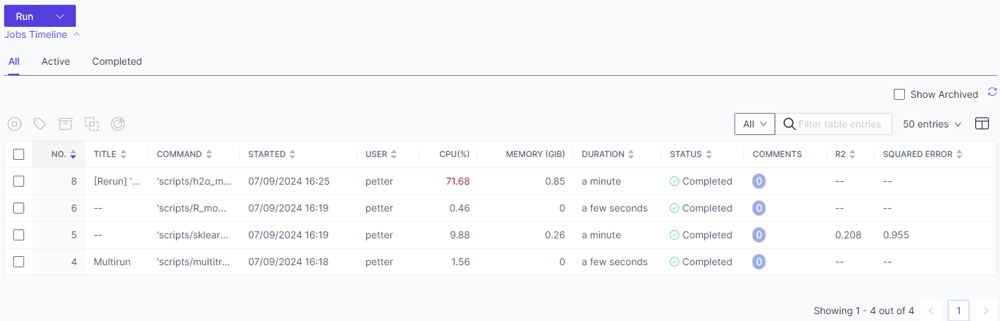 Run
Jobs Timeline
All Active Completed
Show Archived
All Filter table entries 50 entries
NO. TITLE COMMAND STARTED USER CPU(%) MEMORY (GIB) DURATION STATUS COMMENTS R2 SQUARED ERROR
8 [Rerun] '... 'scripts/h2o_m... 07/09/2024 16:25 petter 71.68 0.85 a minute Completed 0 -- --
6 -- 'scripts/R_mo... 07/09/2024 16:19 petter 0.46 0 a few seconds Completed 0 -- --
5 -- 'scripts/sklear... 07/09/2024 16:19 petter 9.88 0.26 a minute Completed 0 0.208 0.955
4 Multirun 'scripts/multitr... 07/09/2024 16:18 petter 1.56 0 a few seconds Completed 0 -- --
Showing 1 - 4 out of 4 < 1 >